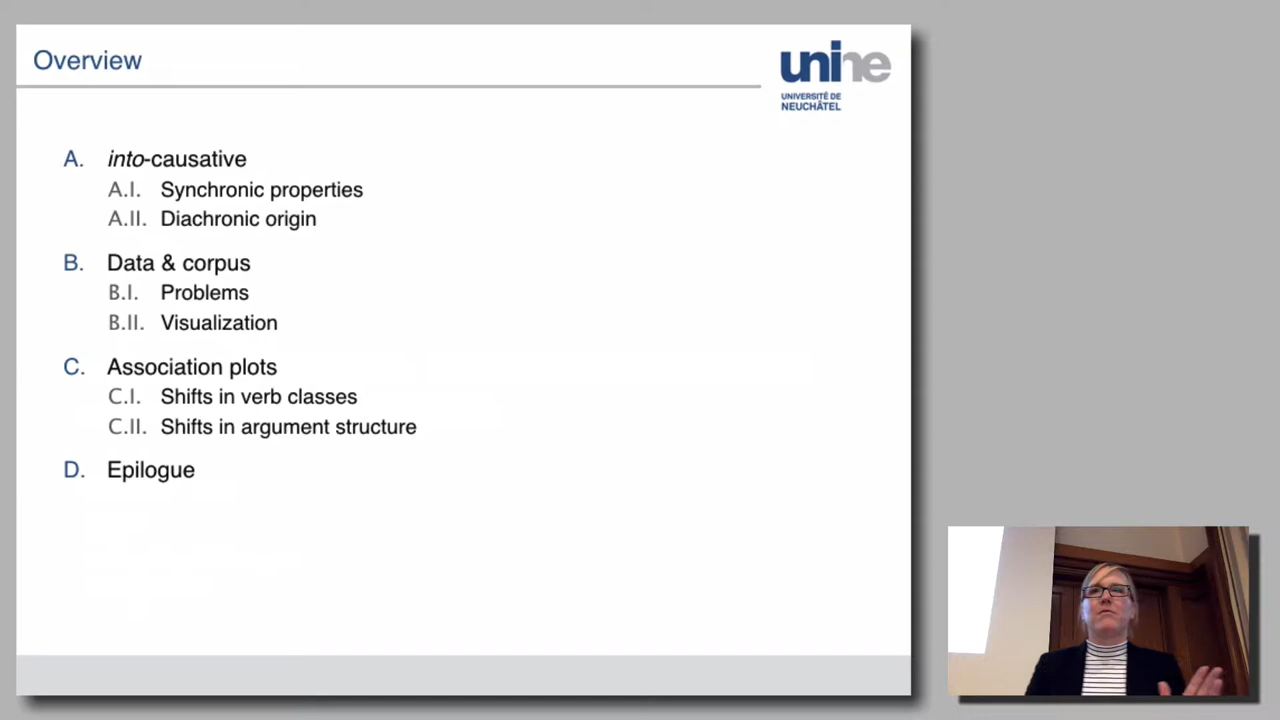 Overview
unine
UNIVERSITÉ DE
NEUCHÂTEL
A. into-causative
A.I. Synchronic properties
A.II. Diachronic origin
B. Data & corpus
B.I. Problems
B.II. Visualization
C. Association plots
C.I. Shifts in verb classes
C.II. Shifts in argument structure
D. Epilogue